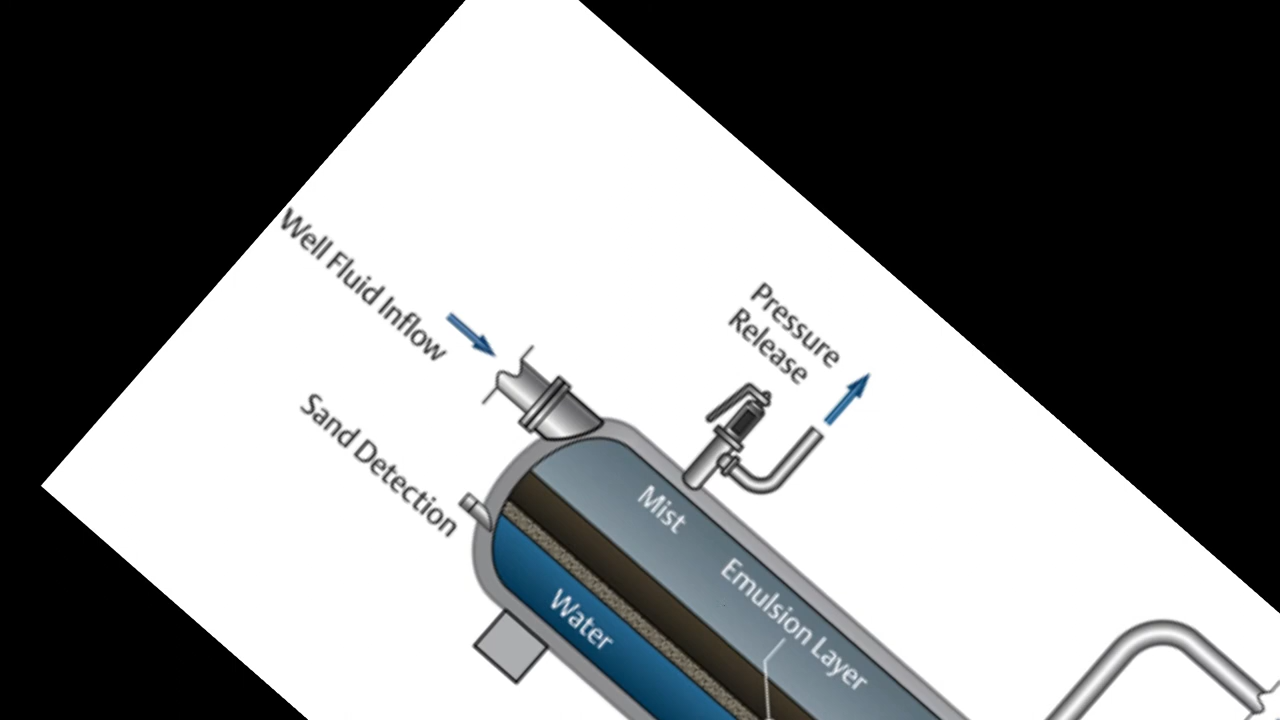 Well Fluid Inflow
Pressure
Release
Sand Detection
Mist
Emulsion Layer
Water